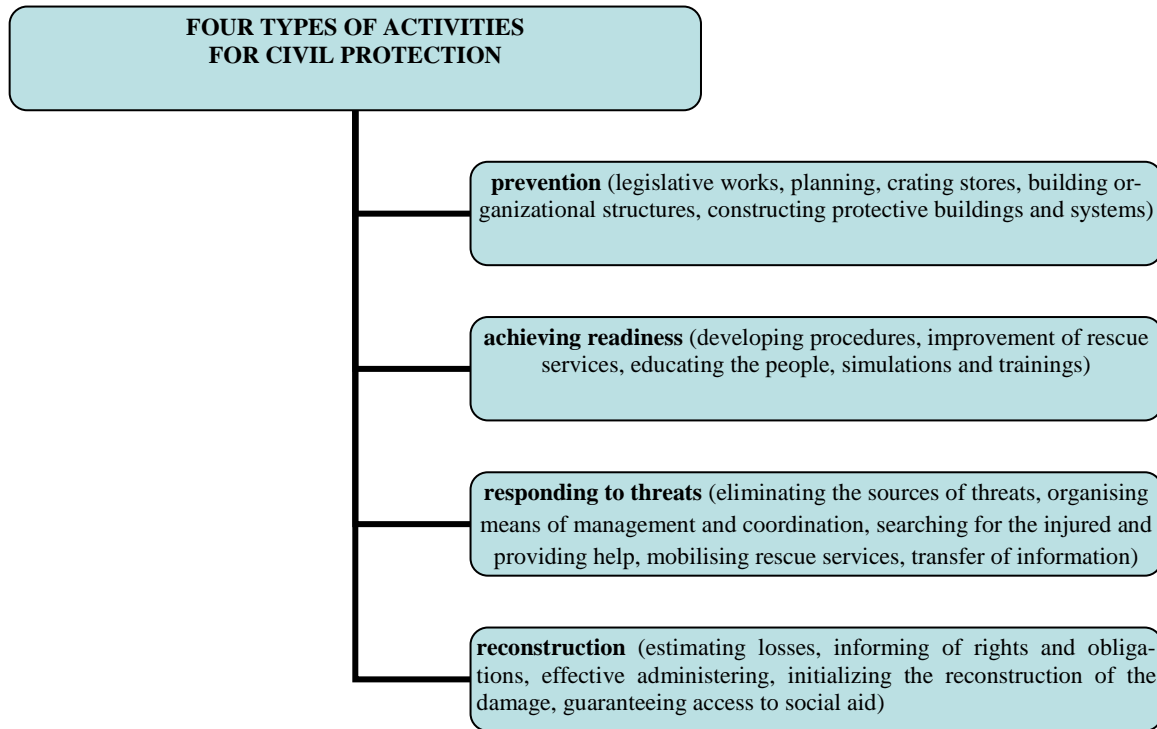 FOUR TYPES OF ACTIVITIES
FOR CIVIL PROTECTION
prevention (legislative works, planning, crating stores, building or-
ganizational structures, constructing protective buildings and systems)
achieving readiness (developing procedures, improvement of rescue
services, educating the people, simulations and trainings)
responding to threats (eliminating the sources of threats, organising
means of management and coordination, searching for the injured and
providing help, mobilising rescue services, transfer of information)
reconstruction (estimating losses, informing of rights and obliga-
tions, effective administering, initializing the reconstruction of the
damage, guaranteeing access to social aid)